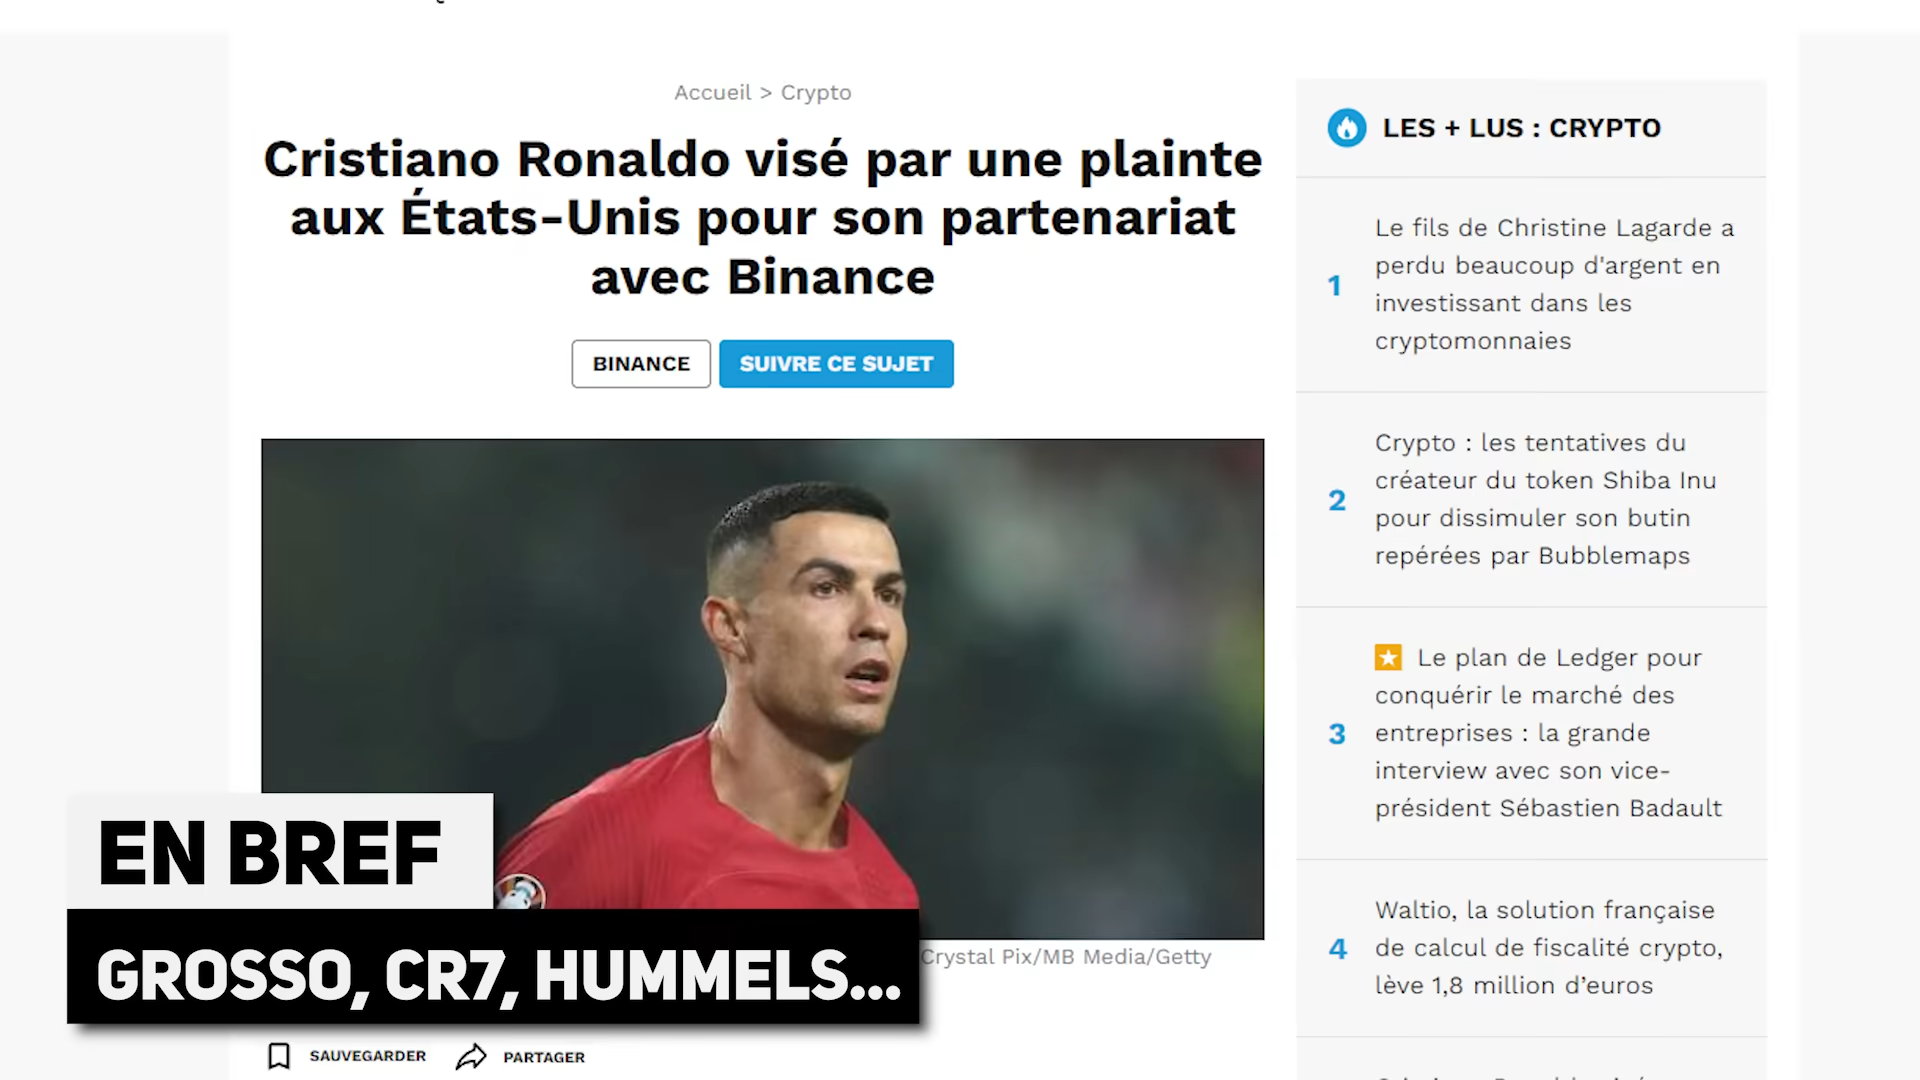 Accueil > Crypto
Cristiano Ronaldo visé par une plainte
aux États-Unis pour son partenariat
avec Binance
BINANCE
SUIVRE CE SUJET
Crystal Pix/MB Media/Getty
EN BREF
GROSSO, CR7, HUMMELS...
SAUVEGARDER
PARTAGER
LES + LUS : CRYPTO
1
Le fils de Christine Lagarde a
perdu beaucoup d'argent en
investissant dans les
cryptomonnaies
2
Crypto : les tentatives du
créateur du token Shiba Inu
pour dissimuler son butin
repérées par Bubblemaps
3
Le plan de Ledger pour
conquérir le marché des
entreprises : la grande
interview avec son vice-
président Sébastien Badault
4
Waltio, la solution française
de calcul de fiscalité crypto,
lève 1,8 million d’euros